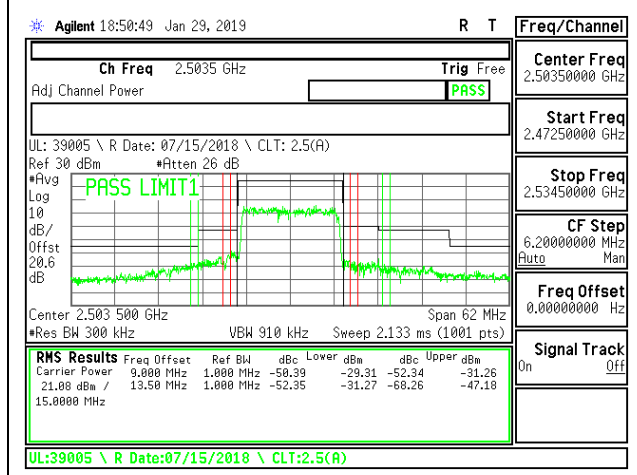 Agilent 18:50:49 Jan 29, 2019 R T
Freq/Channel
Ch Freq 2.5035 GHz Trig Free
Adj Channel Power PASS
UL: 39005 \ R Date: 07/15/2018 \ CLT: 2.5(A)
Ref 30 dBm #Atten 26 dB
#Avg
Log
10
dB/
Offst
20.6
dB
PASS LIMIT1
Center 2.503 500 GHz Span 62 MHz
#Res BW 300 kHz VBW 910 kHz Sweep 2.133 ms (1001 pts)
RMS Results Freq Offset Ref BW dBc Lower dBm dBc Upper dBm
Carrier Power 9.000 MHz 1.000 MHz -50.39 -29.31 -52.34 -31.26
21.08 dBm / 13.50 MHz 1.000 MHz -52.35 -31.27 -68.26 -47.18
15.0000 MHz
UL:39005 \ R Date:07/15/2018 \ CLT:2.5(A)
Center Freq
2.50350000 GHz
Start Freq
2.47250000 GHz
Stop Freq
2.53450000 GHz
CF Step
6.20000000 MHz
Auto Man
Freq Offset
0.00000000 Hz
Signal Track
On Off